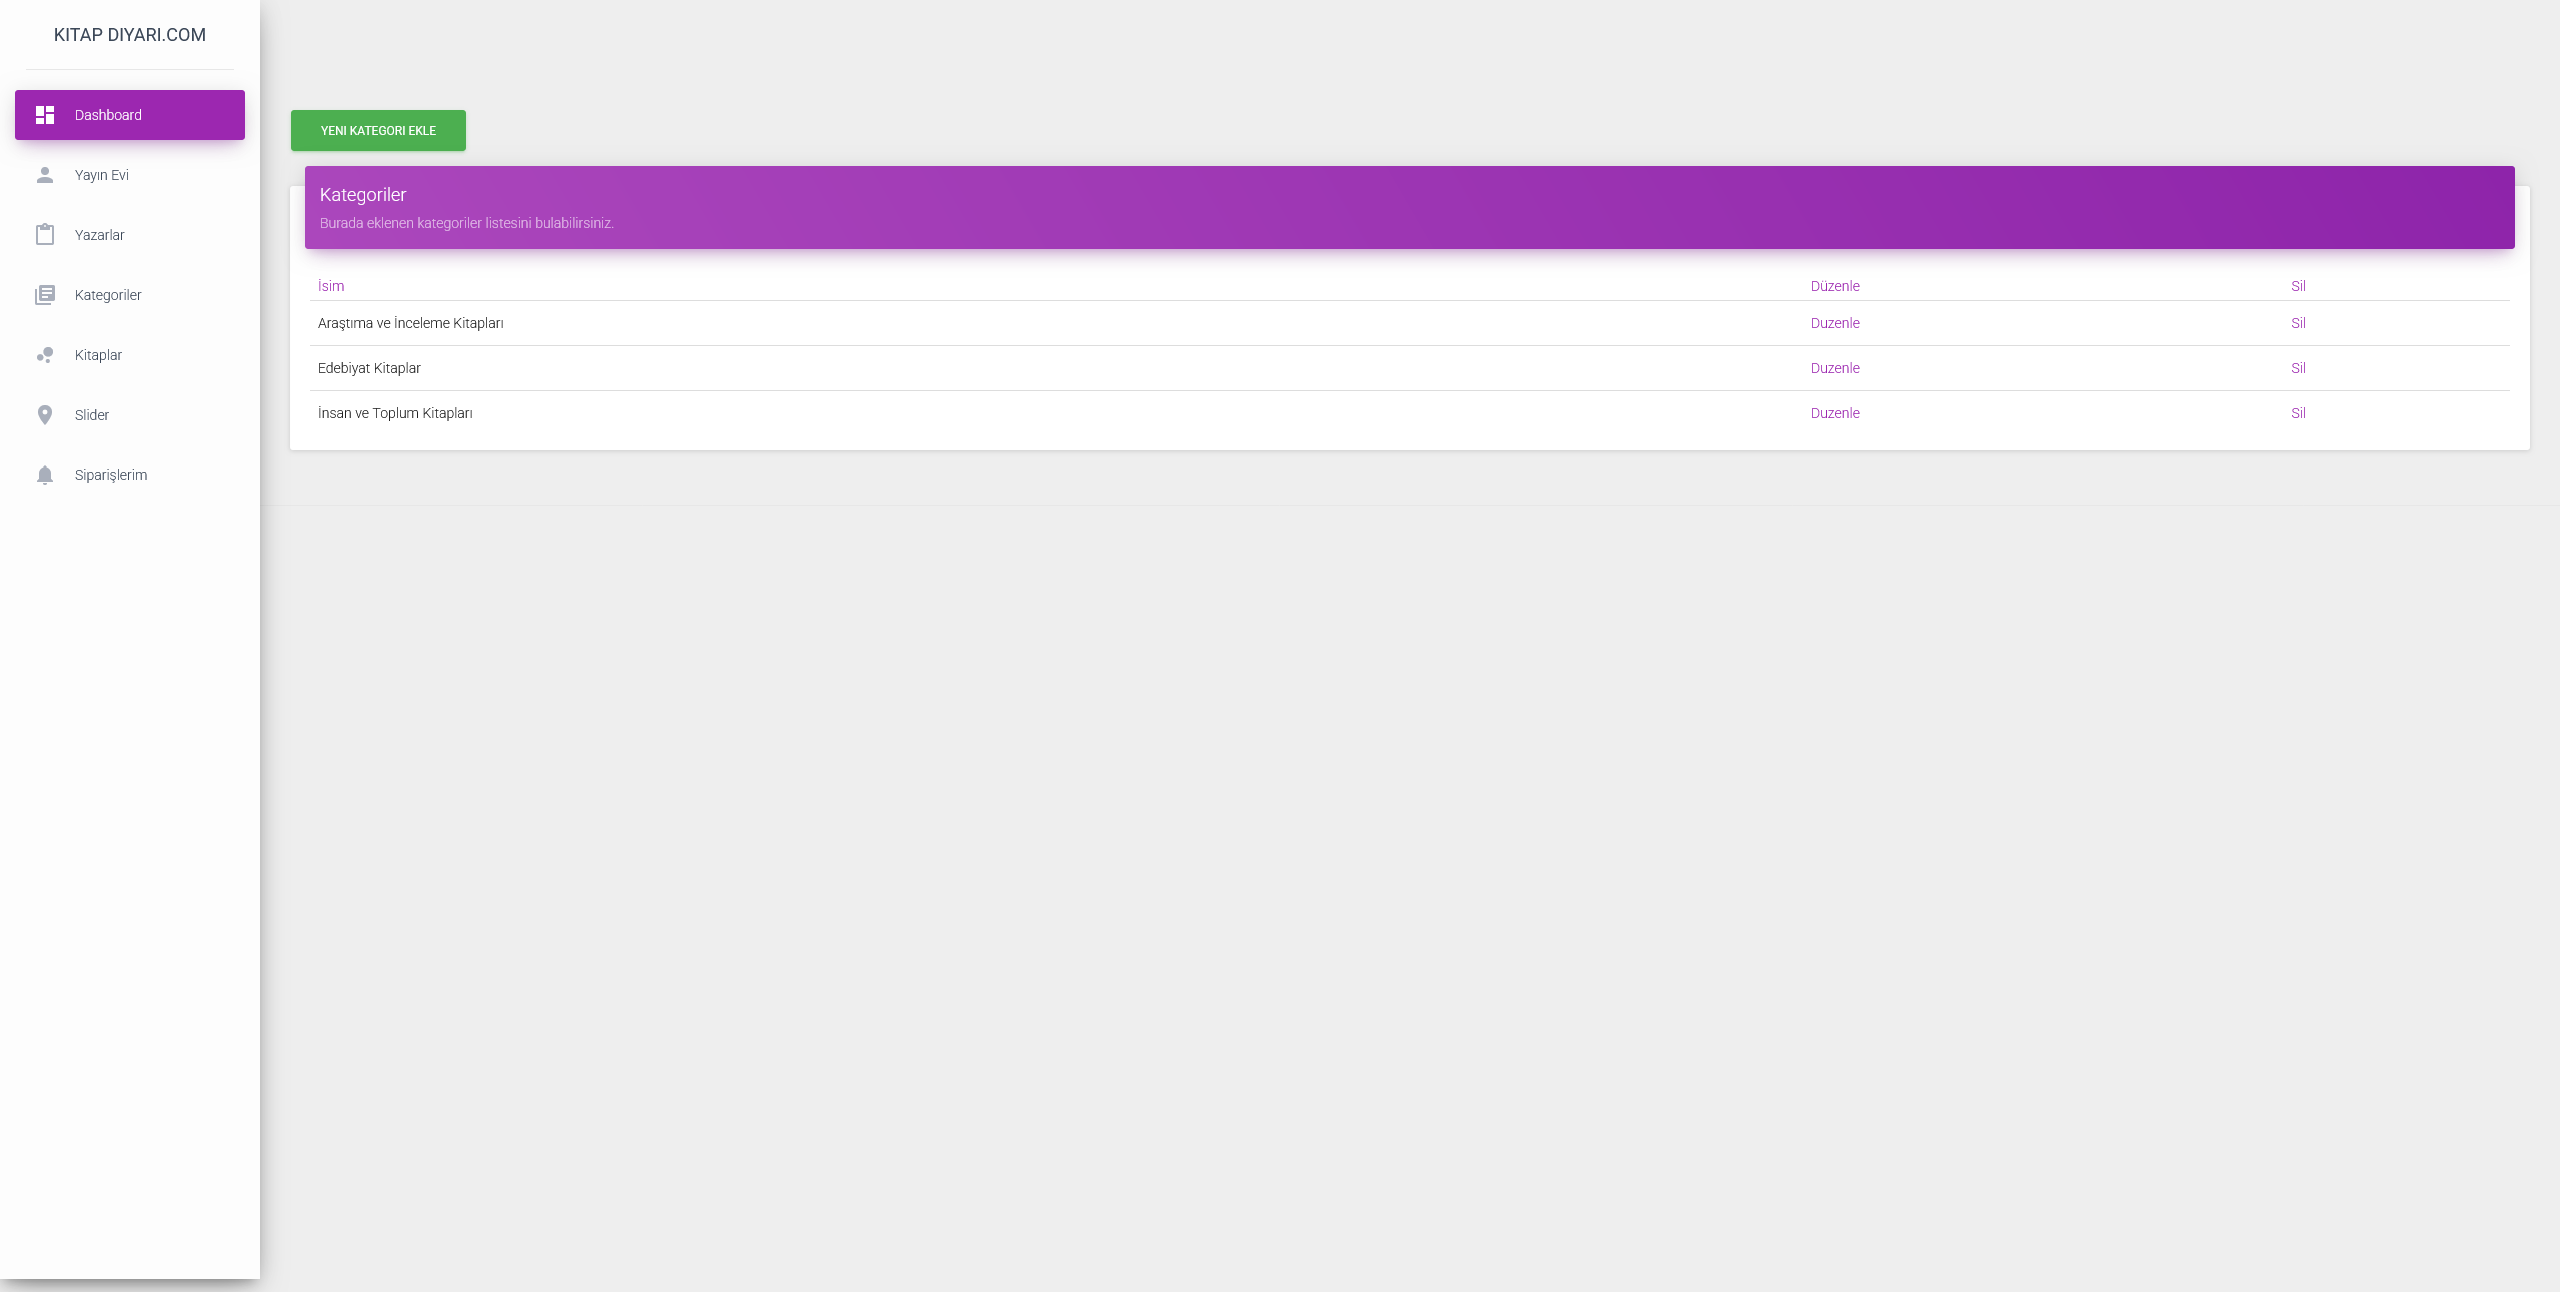 KITAP DIYARI.COM
Dashboard
Yayın Evi
Yazarlar
Kategoriler
Kitaplar
Slider
Siparişlerim
YENI KATEGORI EKLE
Kategoriler
Burada eklenen kategoriler listesini bulabilirsiniz.
İsim Düzenle Sil
Araştıma ve İnceleme Kitapları Duzenle Sil
Edebiyat Kitaplar Duzenle Sil
İnsan ve Toplum Kitapları Duzenle Sil